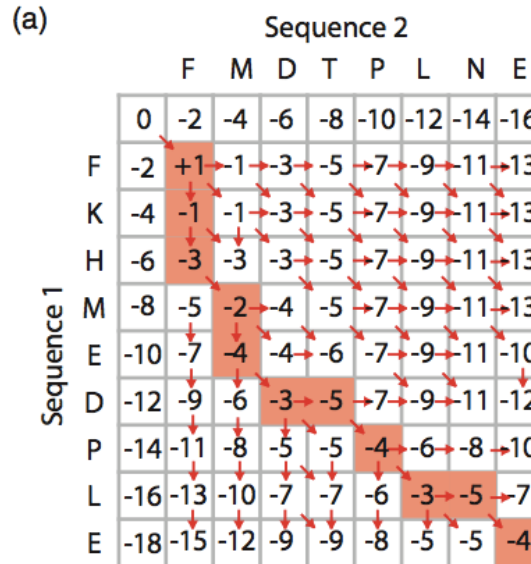 (a)
Sequence 2
F M D T P L N E
0 -2 -4 -6 -8 -10 -12 -14 -16
F -2 +1 -1 -3 -5 -7 -9 -11 -13
K -4 -1 -1 -3 -5 -7 -9 -11 -13
H -6 -3 -3 -3 -5 -7 -9 -11 -13
M -8 -5 -2 -4 -5 -7 -9 -11 -13
E -10 -7 -4 -4 -6 -7 -9 -11 -10
D -12 -9 -6 -3 -5 -7 -9 -11 -12
P -14 -11 -8 -5 -5 -4 -6 -8 -10
L -16 -13 -10 -7 -7 -6 -3 -5 -7
E -18 -15 -12 -9 -9 -8 -5 -5 -4
Sequence 1